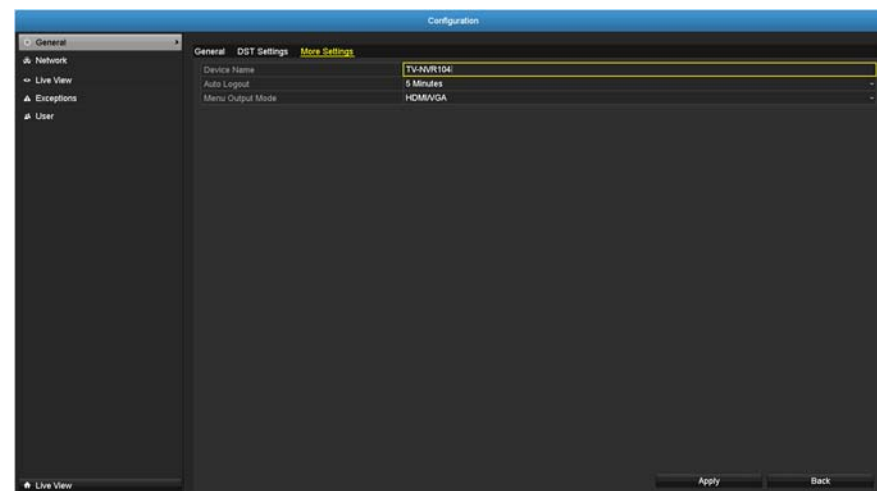 Configuration
General
Network
Live View
Exceptions
User
General DST Settings More Settings
Device Name TV-NVR104
Auto Logout 5 Minutes
Menu Output Mode HDMI/VGA
Live View
Apply Back